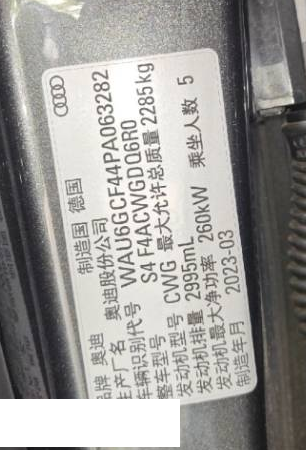 品牌 奥迪 制造国 德国
生产厂名 奥迪股份公司
车辆识别代号 WAU6GCF44PA063282
整车型号 S4 F4ACWGDQ6R0
发动机型号 CWG 最大允许总质量 2285kg
发动机排量 2995mL
发动机最大净功率 260kW 乘坐人数 5
制造年月 2023-03